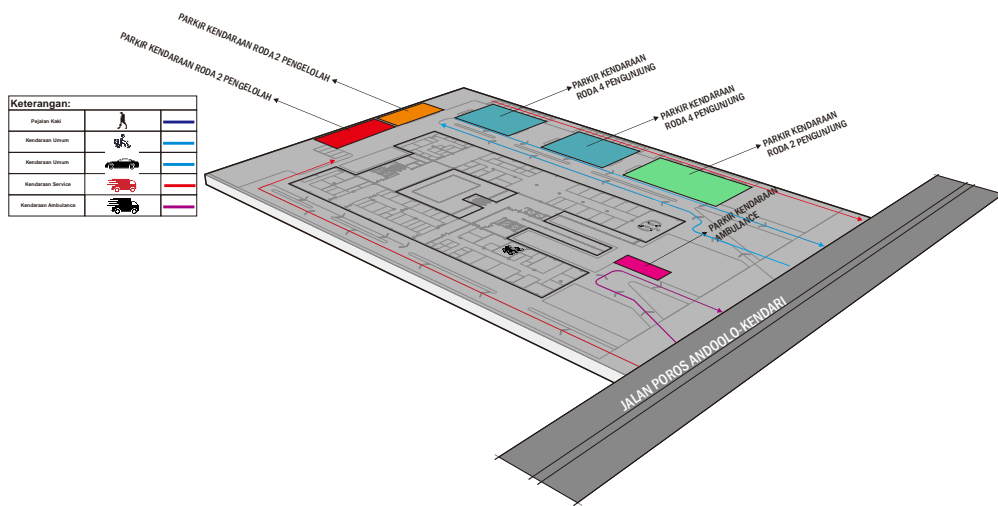 PARKIR KENDARAAN RODA 2 PENGELOLAH
PARKIR KENDARAAN RODA 2 PENGELOLAH
PARKIR KENDARAAN
RODA 4 PENGUNJUNG
PARKIR KENDARAAN
RODA 4 PENGUNJUNG
PARKIR KENDARAAN
RODA 2 PENGUNJUNG
PARKIR KENDARAAN
AMBULANCE
JALAN POROS ANDOOLO-KENDARI
Keterangan:
Pejalan Kaki
Kendaraan Umum
Kendaraan Umum
Kendaraan Service
Kendaraan Ambulance